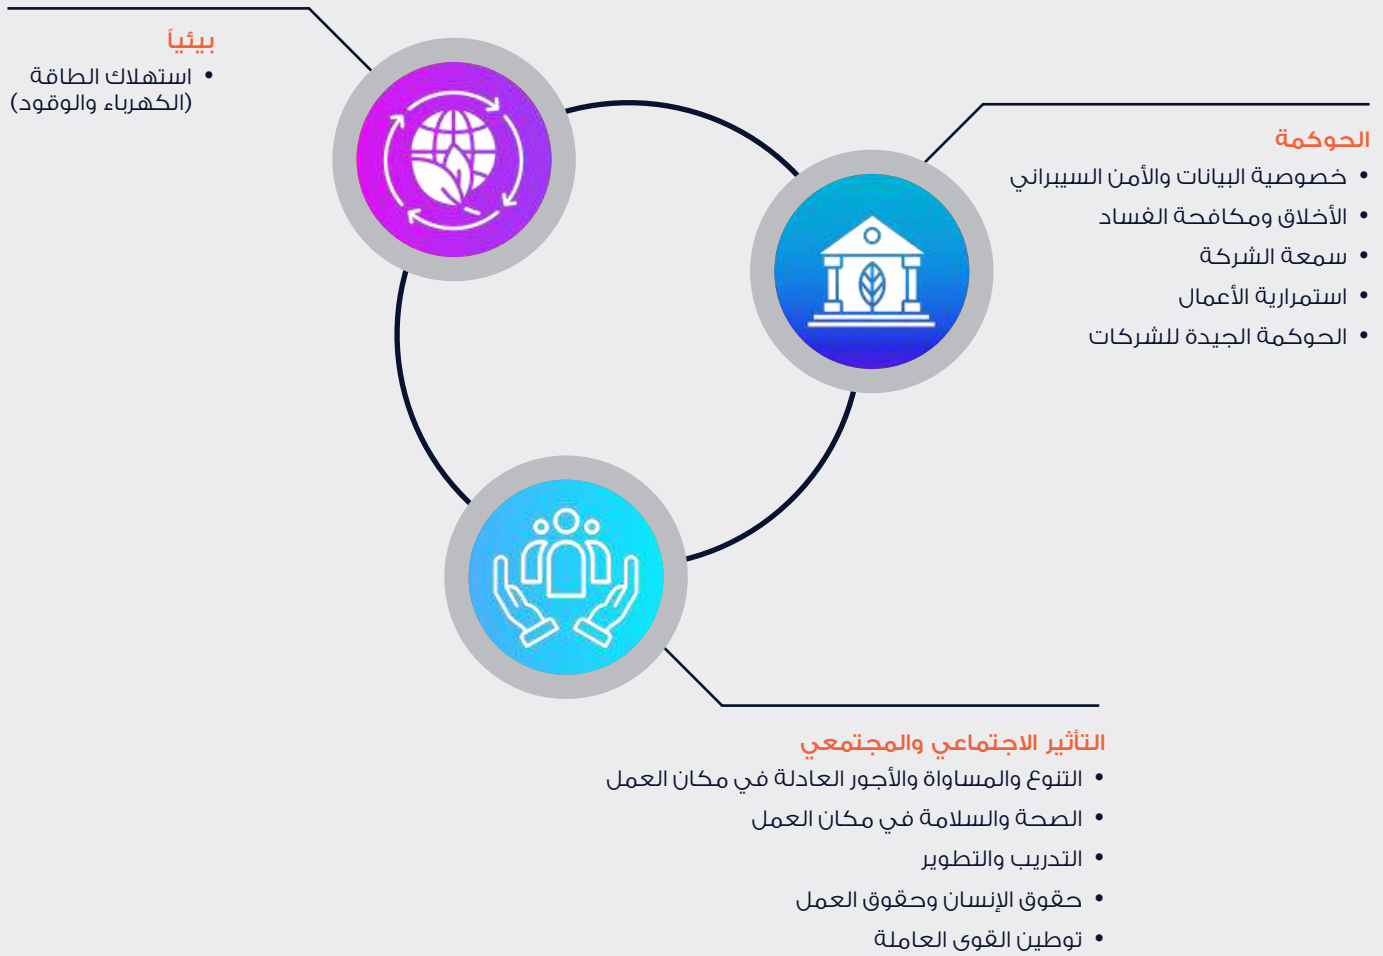 بيئياً
• استهلاك الطاقة
(الكهرباء والوقود)
الحوكمة
• خصوصية البيانات والأمن السيبراني
• الأخلاق ومكافحة الفساد
• سمعة الشركة
• استمرارية الأعمال
• الحوكمة الجيدة للشركات
التأثير الاجتماعي والمجتمعي
• التنوع والمساواة والأجور العادلة في مكان العمل
• الصحة والسلامة في مكان العمل
• التدريب والتطوير
• حقوق الإنسان وحقوق العمل
• توطين القوى العاملة